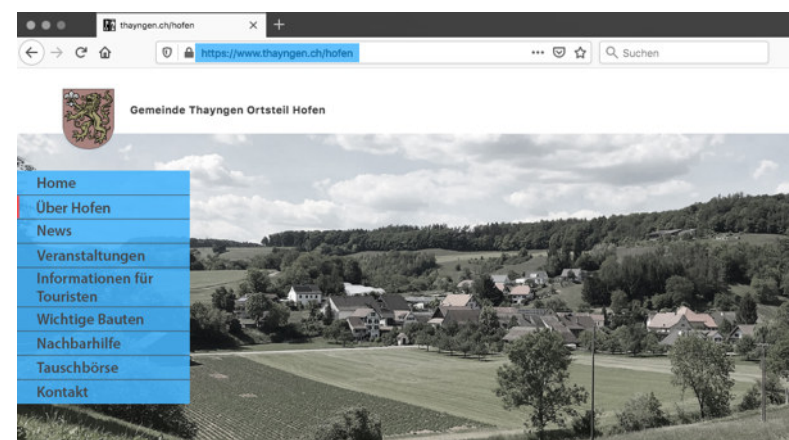 thayngen.ch/hofen
https://www.thayngen.ch/hofen
Suchen
Gemeinde Thayngen Ortsteil Hofen
Home
Über Hofen
News
Veranstaltungen
Informationen für
Touristen
Wichtige Bauten
Nachbarhilfe
Tauschbörse
Kontakt